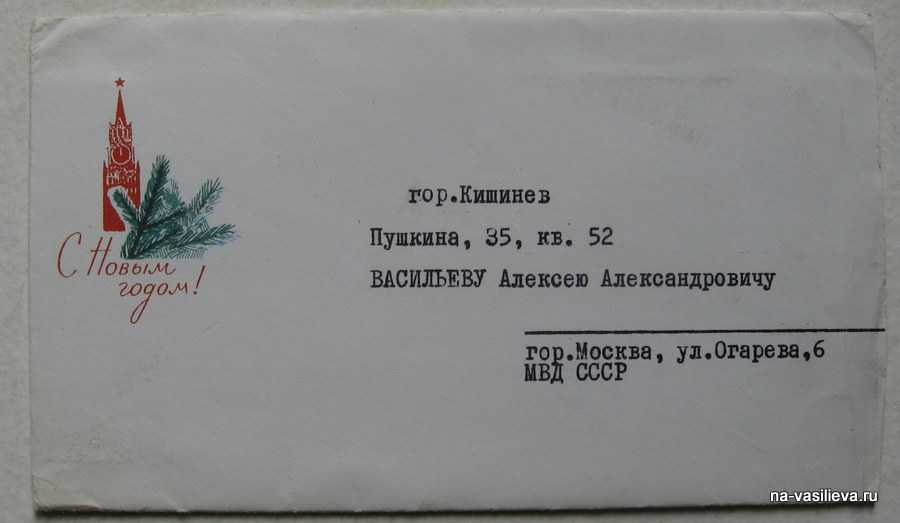 С Новым
годом!
гор.Кишинев
Пушкина, 35, кв. 52
ВАСИЛЬЕВУ Алексею Александровичу
гор.Москва, ул.Огарева,6
МВД СССР
na-vasilieva.ru